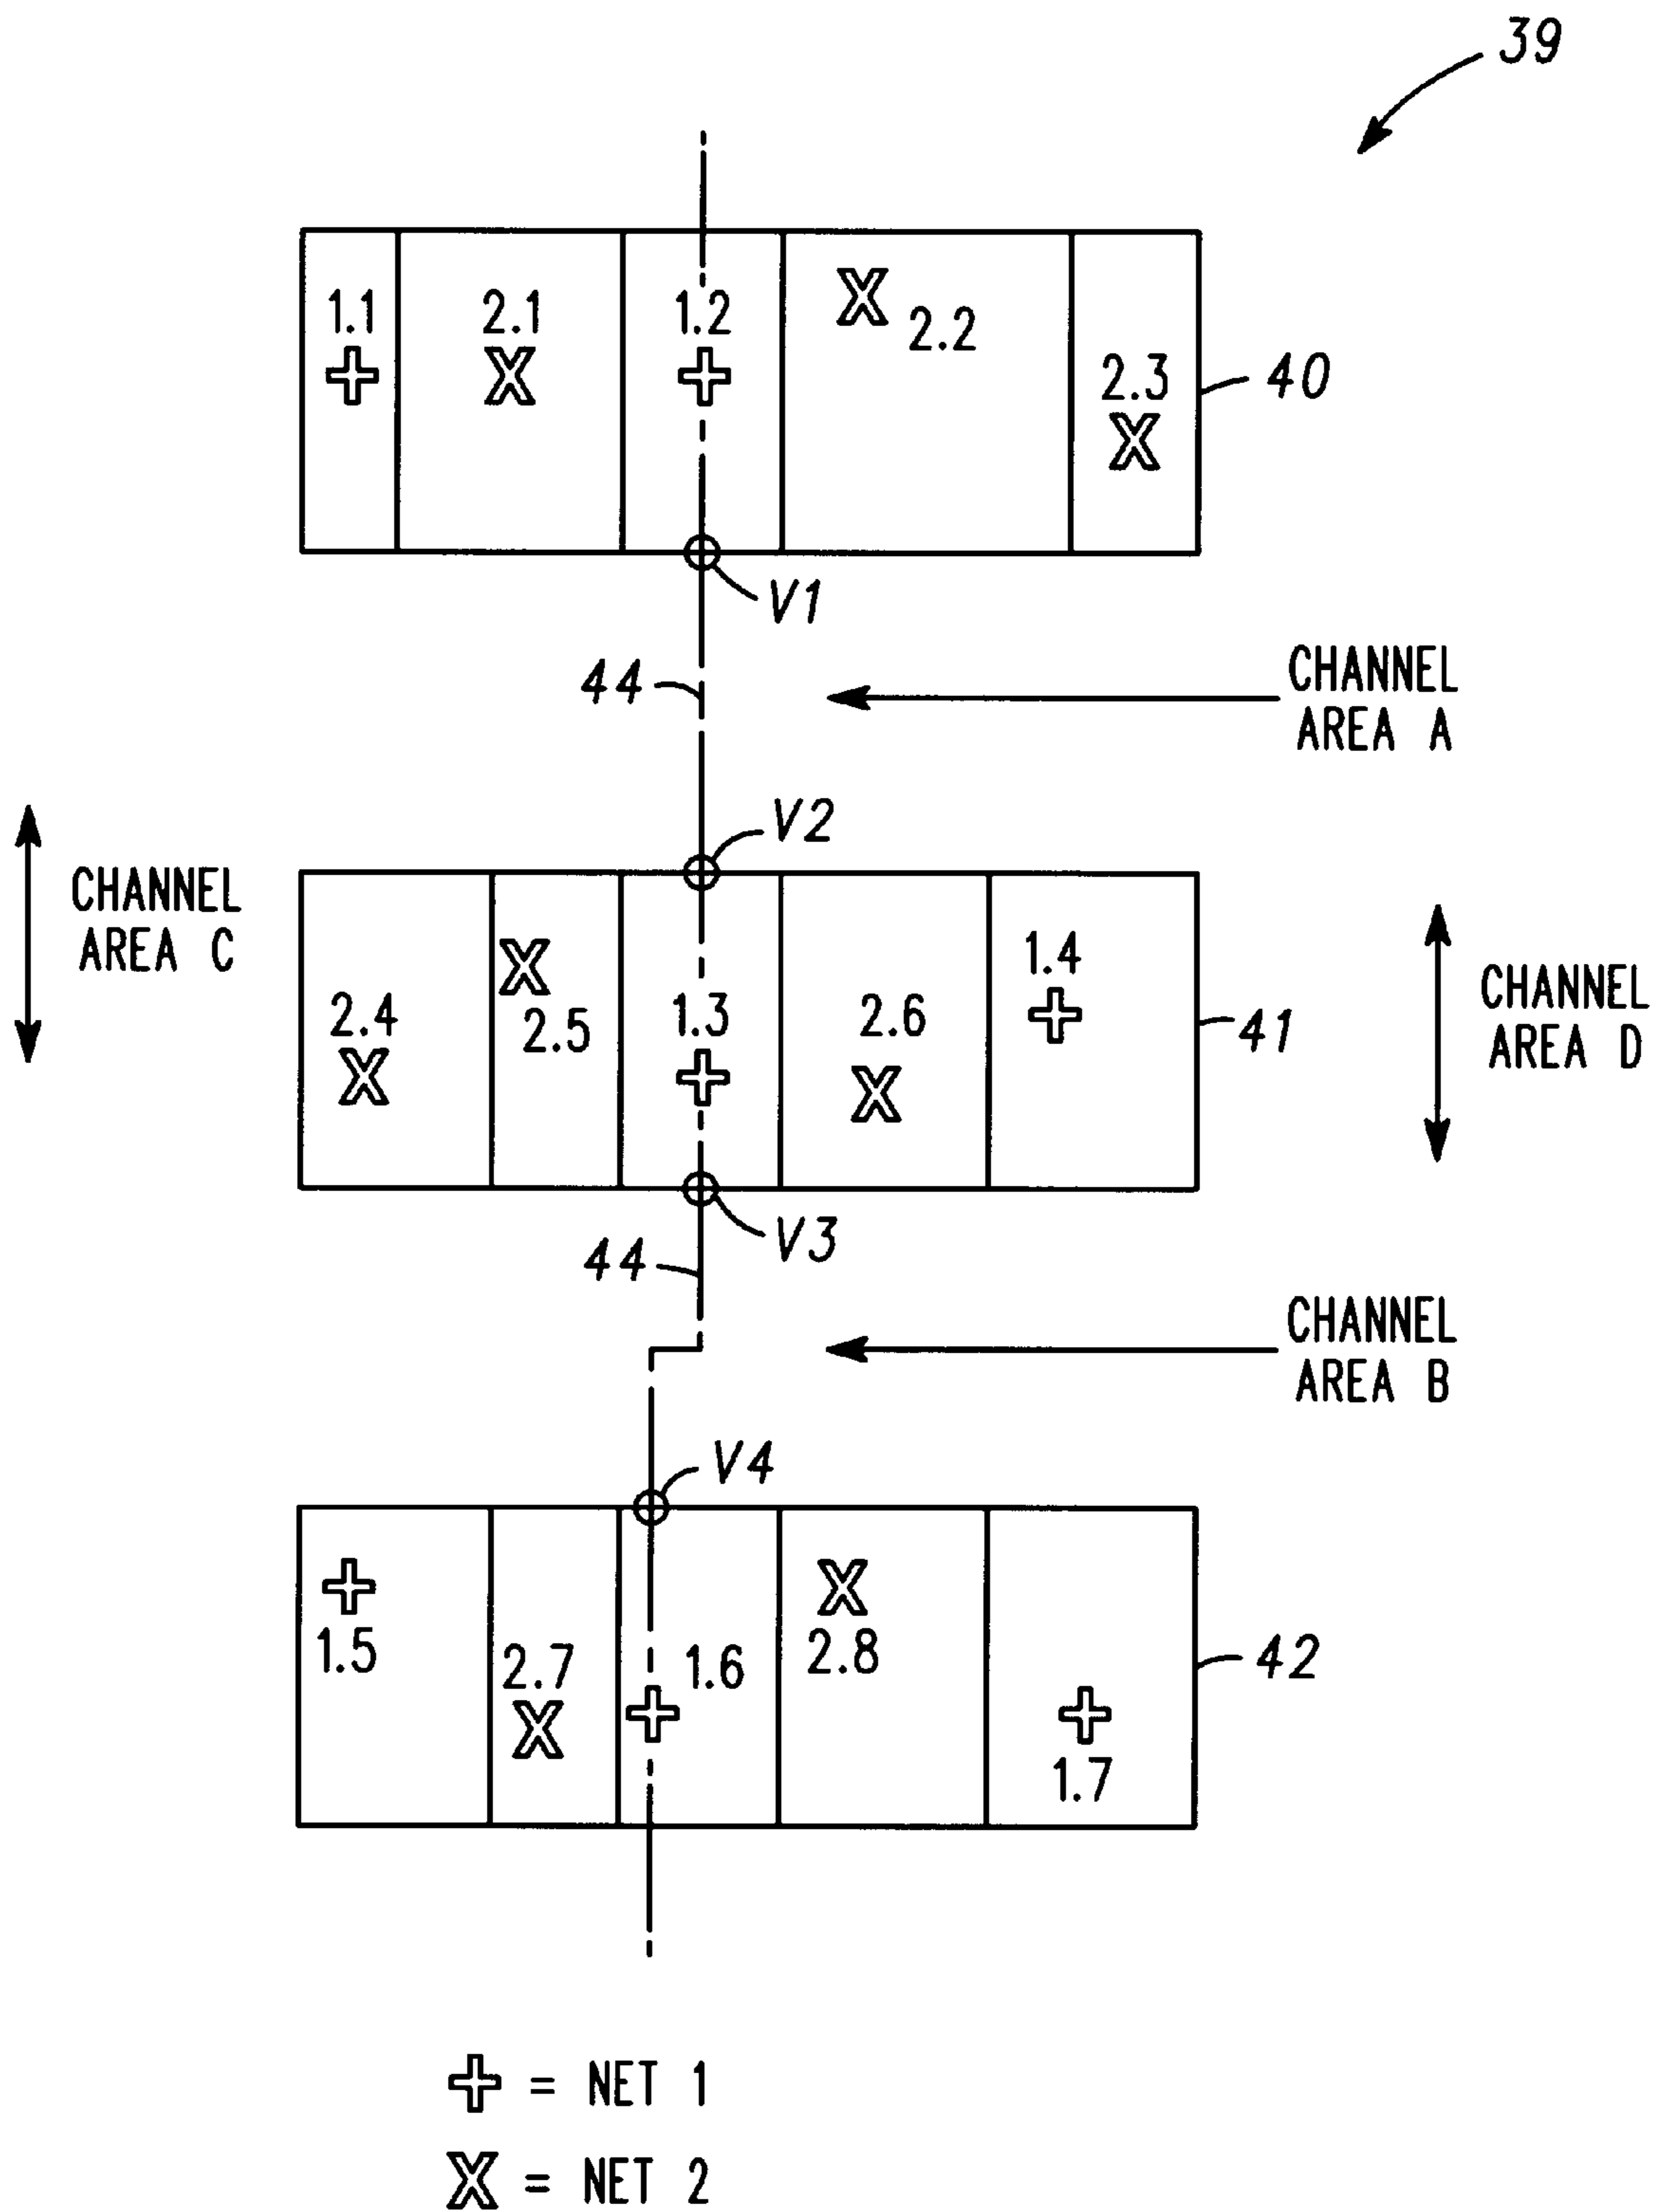 39
1.1
2.1
1.2
2.2
2.3
40
V1
44
CHANNEL
AREA A
V2
CHANNEL
AREA C
2.4
2.5
1.3
2.6
1.4
41
CHANNEL
AREA D
V3
44
CHANNEL
AREA B
V4
1.5
2.7
1.6
2.8
1.7
42
+ = NET 1
X = NET 2